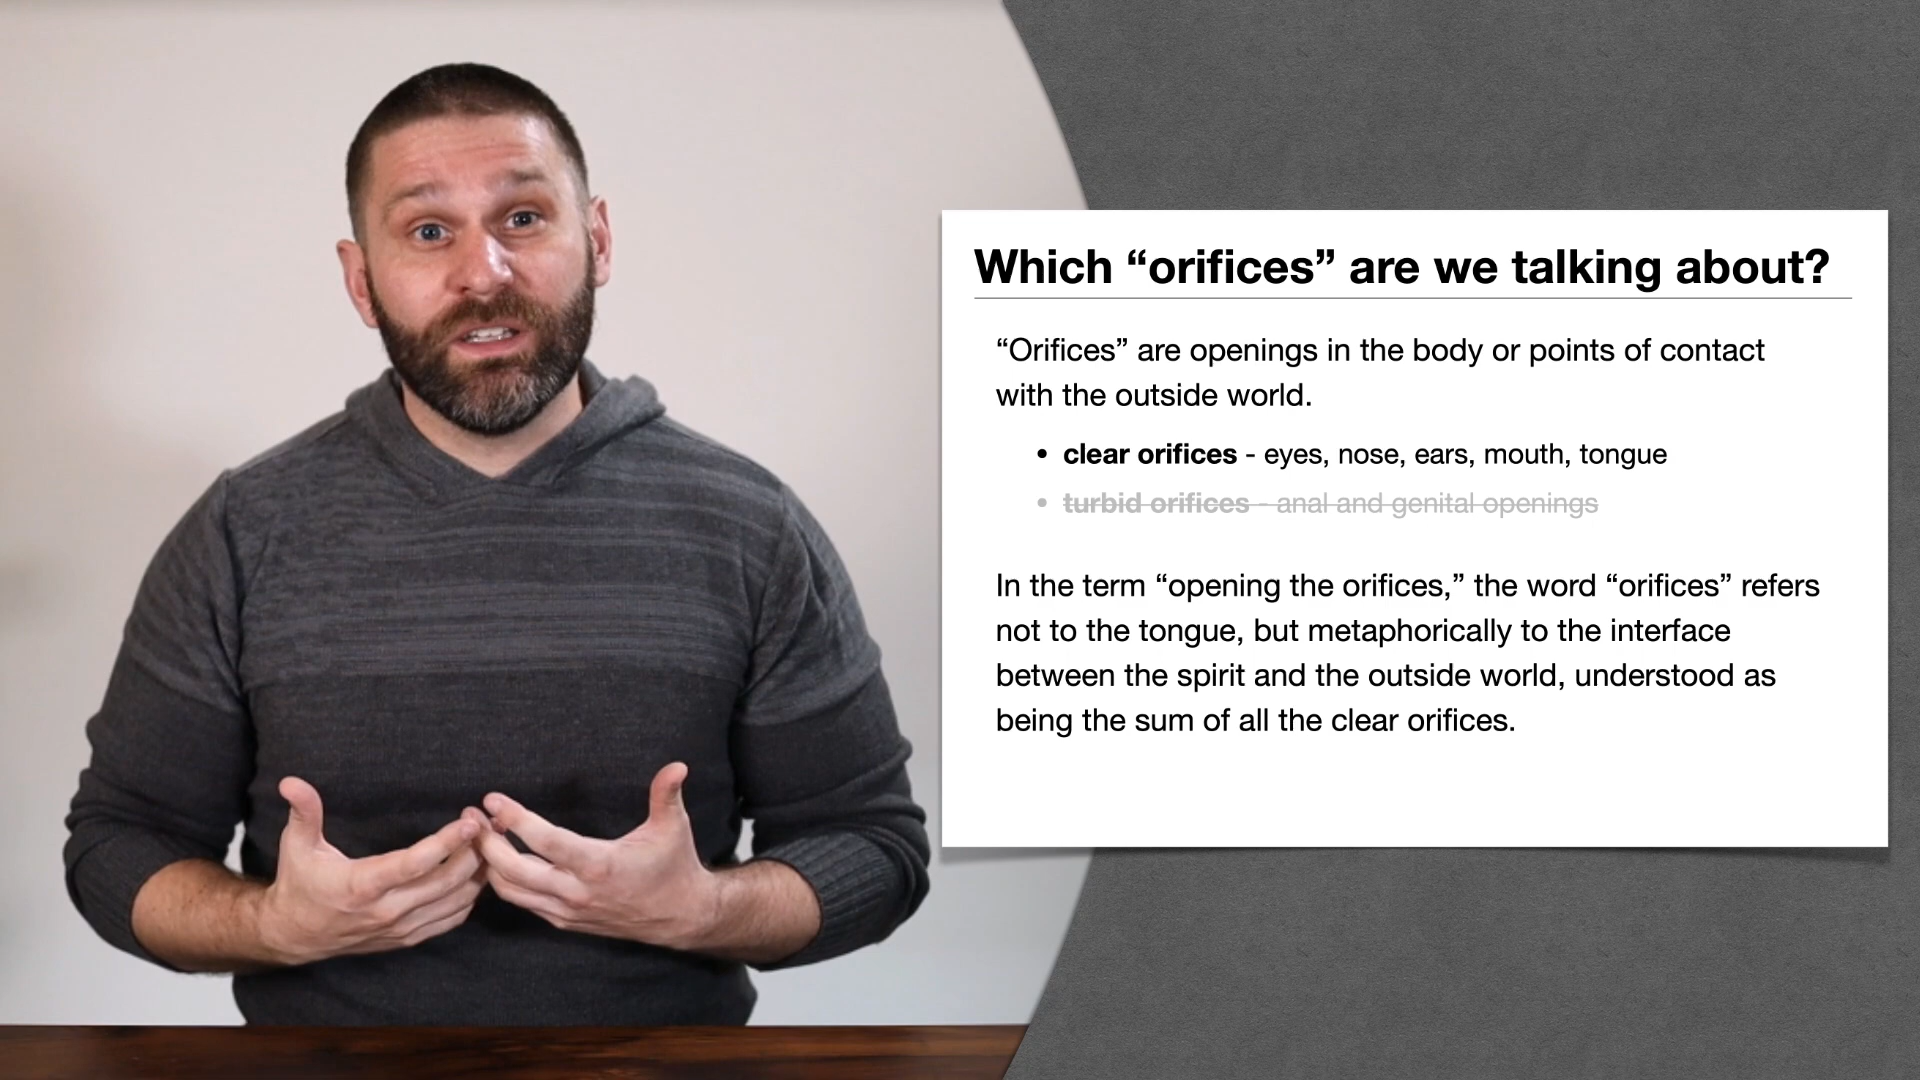 Which “orifices” are we talking about?
“Orifices” are openings in the body or points of contact
with the outside world.
• clear orifices - eyes, nose, ears, mouth, tongue
• turbid orifices - anal and genital openings
In the term “opening the orifices,” the word “orifices” refers
not to the tongue, but metaphorically to the interface
between the spirit and the outside world, understood as
being the sum of all the clear orifices.